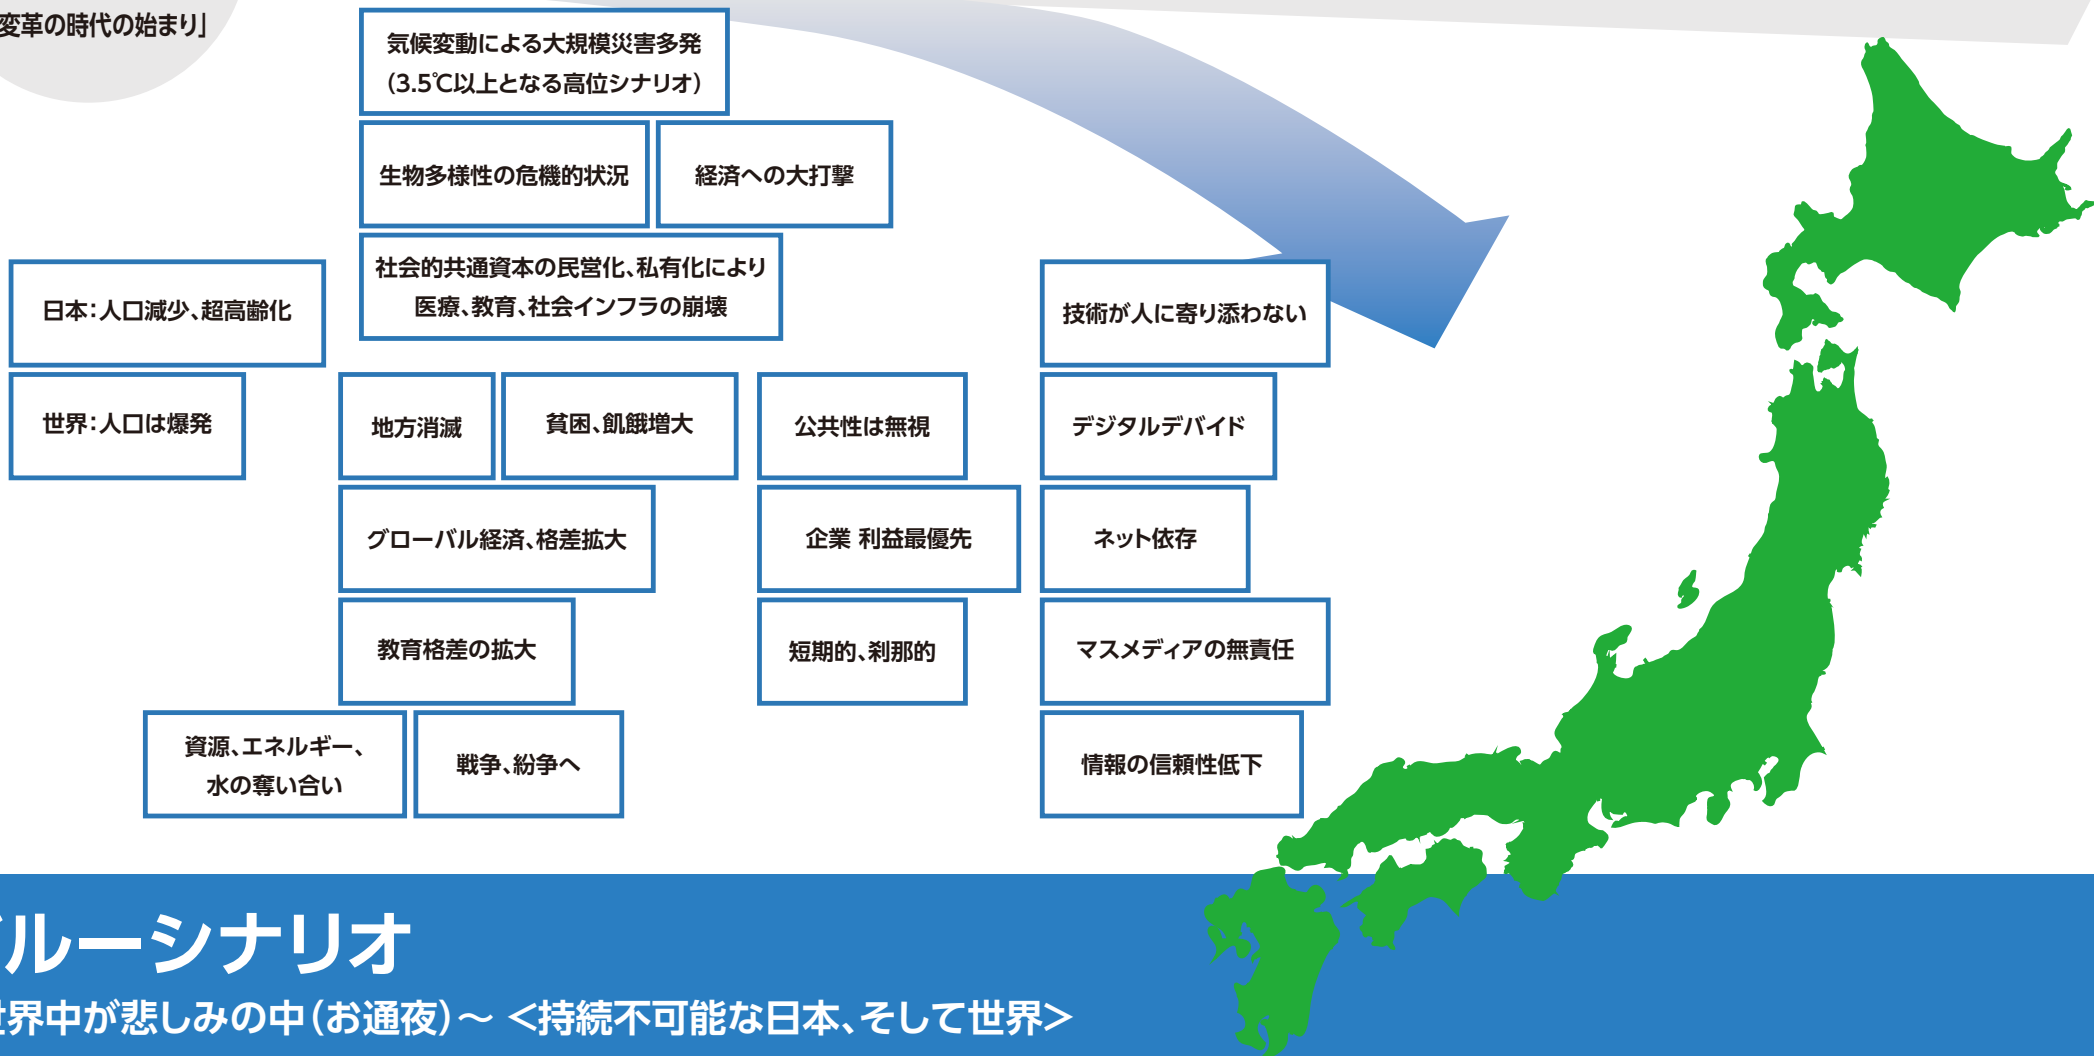 変革の時代の始まり」
気候変動による大規模災害多発
(3.5℃以上となる高位シナリオ)
生物多様性の危機的状況
経済への大打撃
社会的共通資本の民営化、私有化により
医療、教育、社会インフラの崩壊
日本:人口減少、超高齢化
世界:人口は爆発
地方消滅
貧困、飢餓増大
グローバル経済、格差拡大
教育格差の拡大
資源、エネルギー、
水の奪い合い
戦争、紛争へ
公共性は無視
企業 利益最優先
短期的、刹那的
技術が人に寄り添わない
デジタルデバイド
ネット依存
マスメディアの無責任
情報の信頼性低下
ブルーシナリオ
世界中が悲しみの中(お通夜)～ <持続不可能な日本、そして世界>